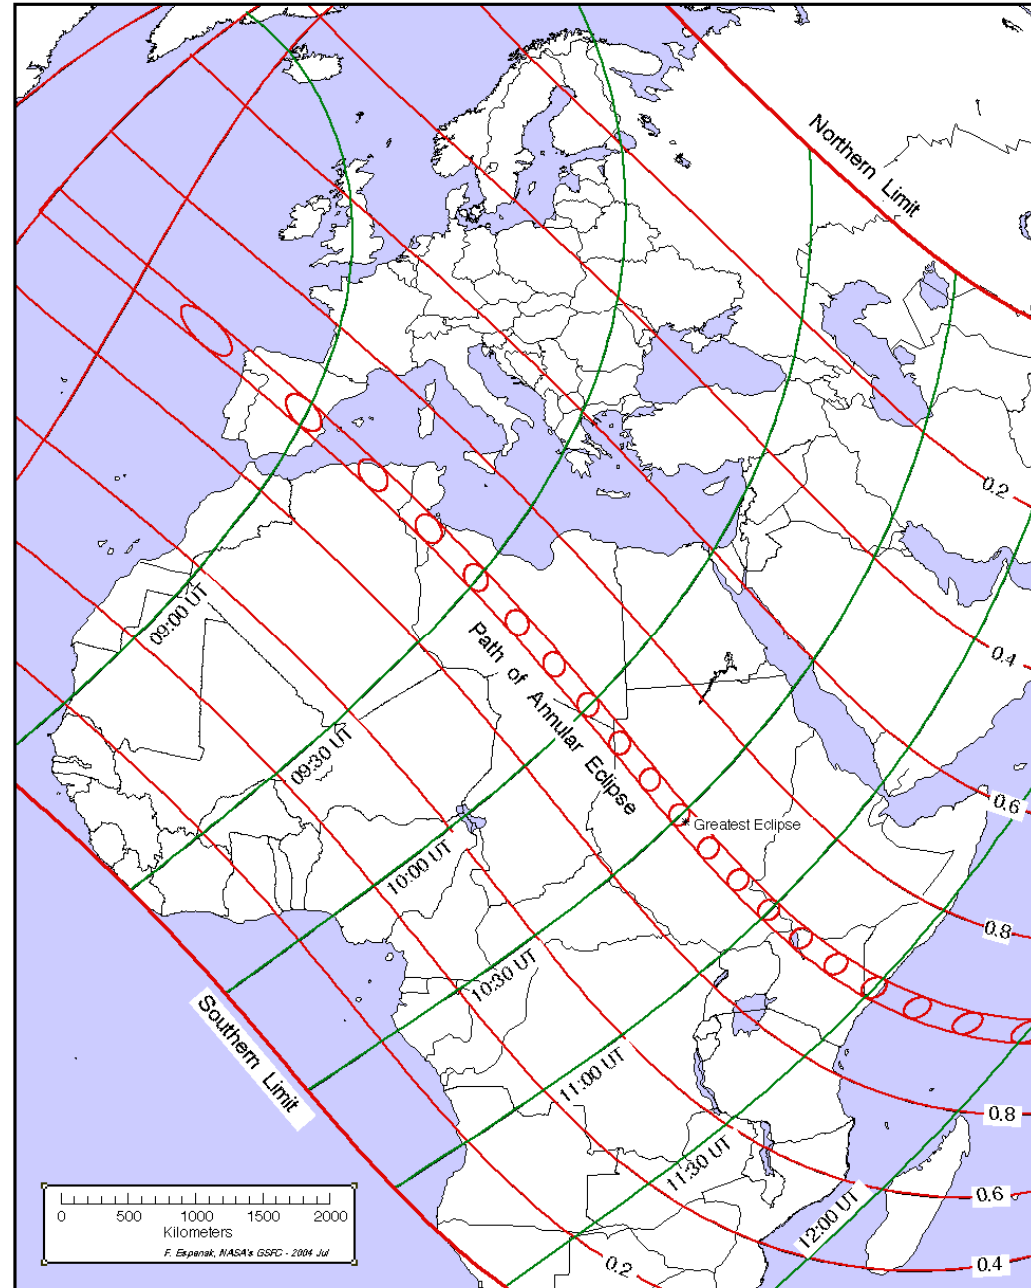 Northern Limit
0.2
09:00 UT
Path of Annular Eclipse
0.4
09:30 UT
0.6
Greatest Eclipse
10:00 UT
0.8
10:30 UT
Southern Limit
11:00 UT
0.8
11:30 UT
0.6
12:00 UT
0.2
0.4
0 500 1000 1500 2000
Kilometers
F. Espenak, NASA's GSFC - 2004 Jul